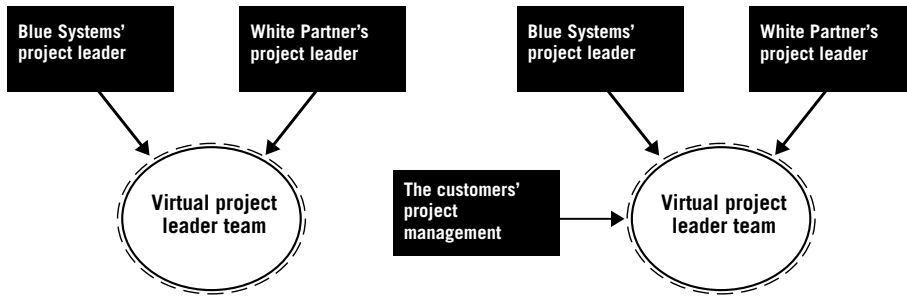 Blue Systems'
project leader
White Partner's
project leader
Virtual project
leader team
Blue Systems'
project leader
White Partner's
project leader
The customers'
project
management
Virtual project
leader team